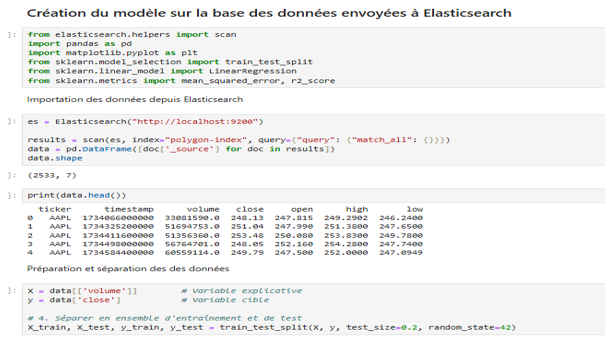 Création du modèle sur la base des données envoyées à Elasticsearch
]: from elasticsearch.helpers import scan
import pandas as pd
import matplotlib.pyplot as plt
from sklearn.model_selection import train_test_split
from sklearn.linear_model import LinearRegression
from sklearn.metrics import mean_squared_error, r2_score
Importation des données depuis Elasticsearch
]: es = Elasticsearch("http://localhost:9200")
results = scan(es, index="polygon-index", query={"query": {"match_all": {}}})
data = pd.DataFrame([doc['_source'] for doc in results])
data.shape
]: (2533, 7)
]: print(data.head())
ticker timestamp volume close open high low
0 AAPL 1734066000000 33081590.0 248.13 247.815 249.2902 246.2400
1 AAPL 1734325200000 51694753.0 251.04 247.990 251.3800 247.6500
2 AAPL 1734411600000 51356360.0 253.48 250.080 253.8300 249.7800
3 AAPL 1734498000000 56764701.0 248.05 252.160 254.2800 247.7400
4 AAPL 1734584400000 60559114.0 249.79 247.500 252.0000 247.0949
Préparation et séparation des des données
]: X = data[['volume']] # Variable explicative
y = data['close'] # Variable cible
# 4. Séparer en ensemble d'entraînement et de test
X_train, X_test, y_train, y_test = train_test_split(X, y, test_size=0.2, random_state=42)